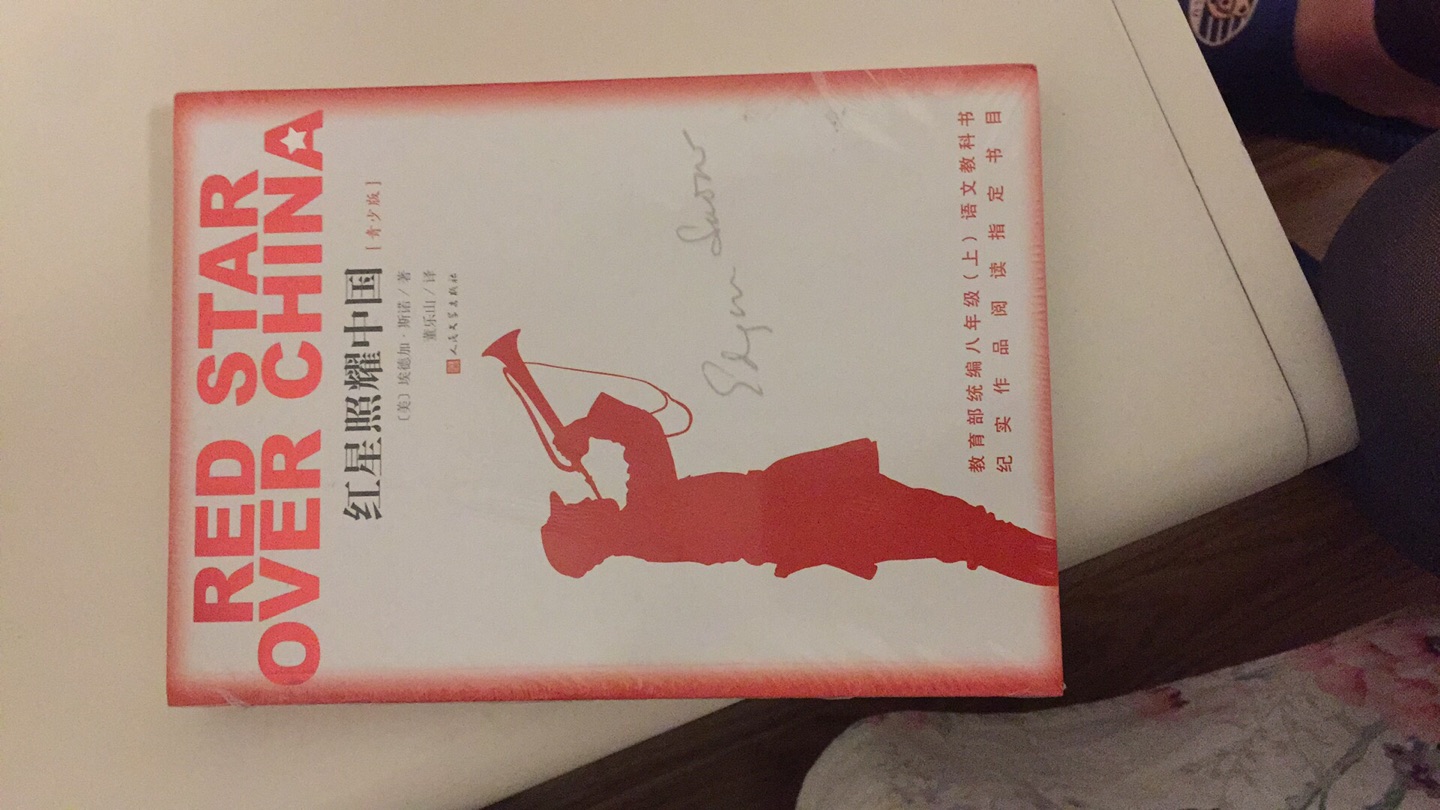 RED STAR
OVER CHINA
红星照耀中国
[青少版]
〔美〕埃德加·斯诺／著
董乐山／译
人民文学出版社
Edgar Snow
教育部统编八年级（上）语文教科书
纪实作品阅读指定书目